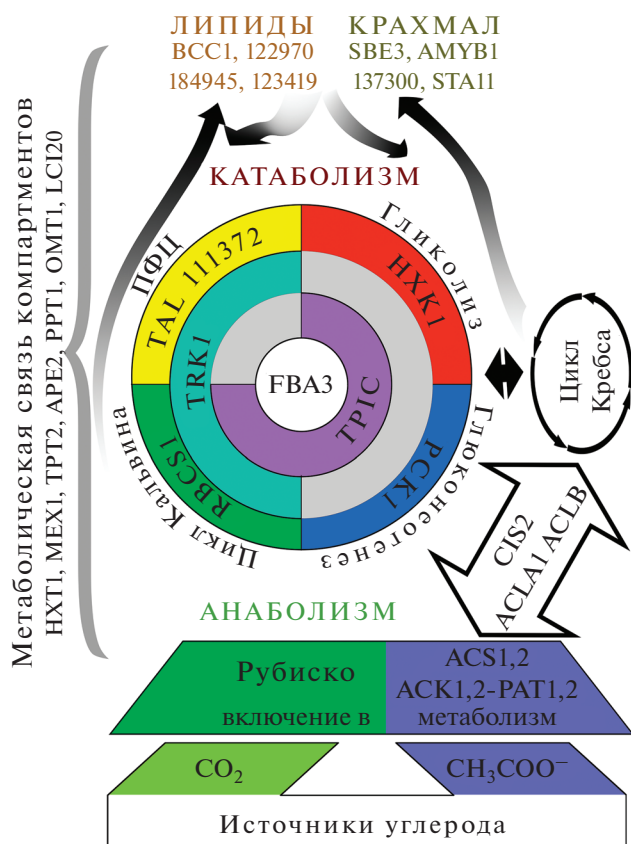 ЛИПИДЫ
BCC1, 122970
184945, 123419
КРАХМАЛ
SBE3, AMYB1
137300, STA11
Метаболическая связь компартментов
HXT1, MEX1, TPT2, APE2, PPT1, OMT1, LCI20
КАТАБОЛИЗМ
ПФЦ
Гликолиз
TAL 111372
HXK1
TRK1
FBA3
TPIC
RBCS1
PCK1
Цикл Кальвина
Глюконеогенез
Цикл
Кребса
CIS2
ACLA1 ACLB
АНАБОЛИЗМ
Рубиско
включение в
ACS1,2
ACK1,2-PAT1,2
метаболизм
CO₂
CH₃COO⁻
Источники углерода